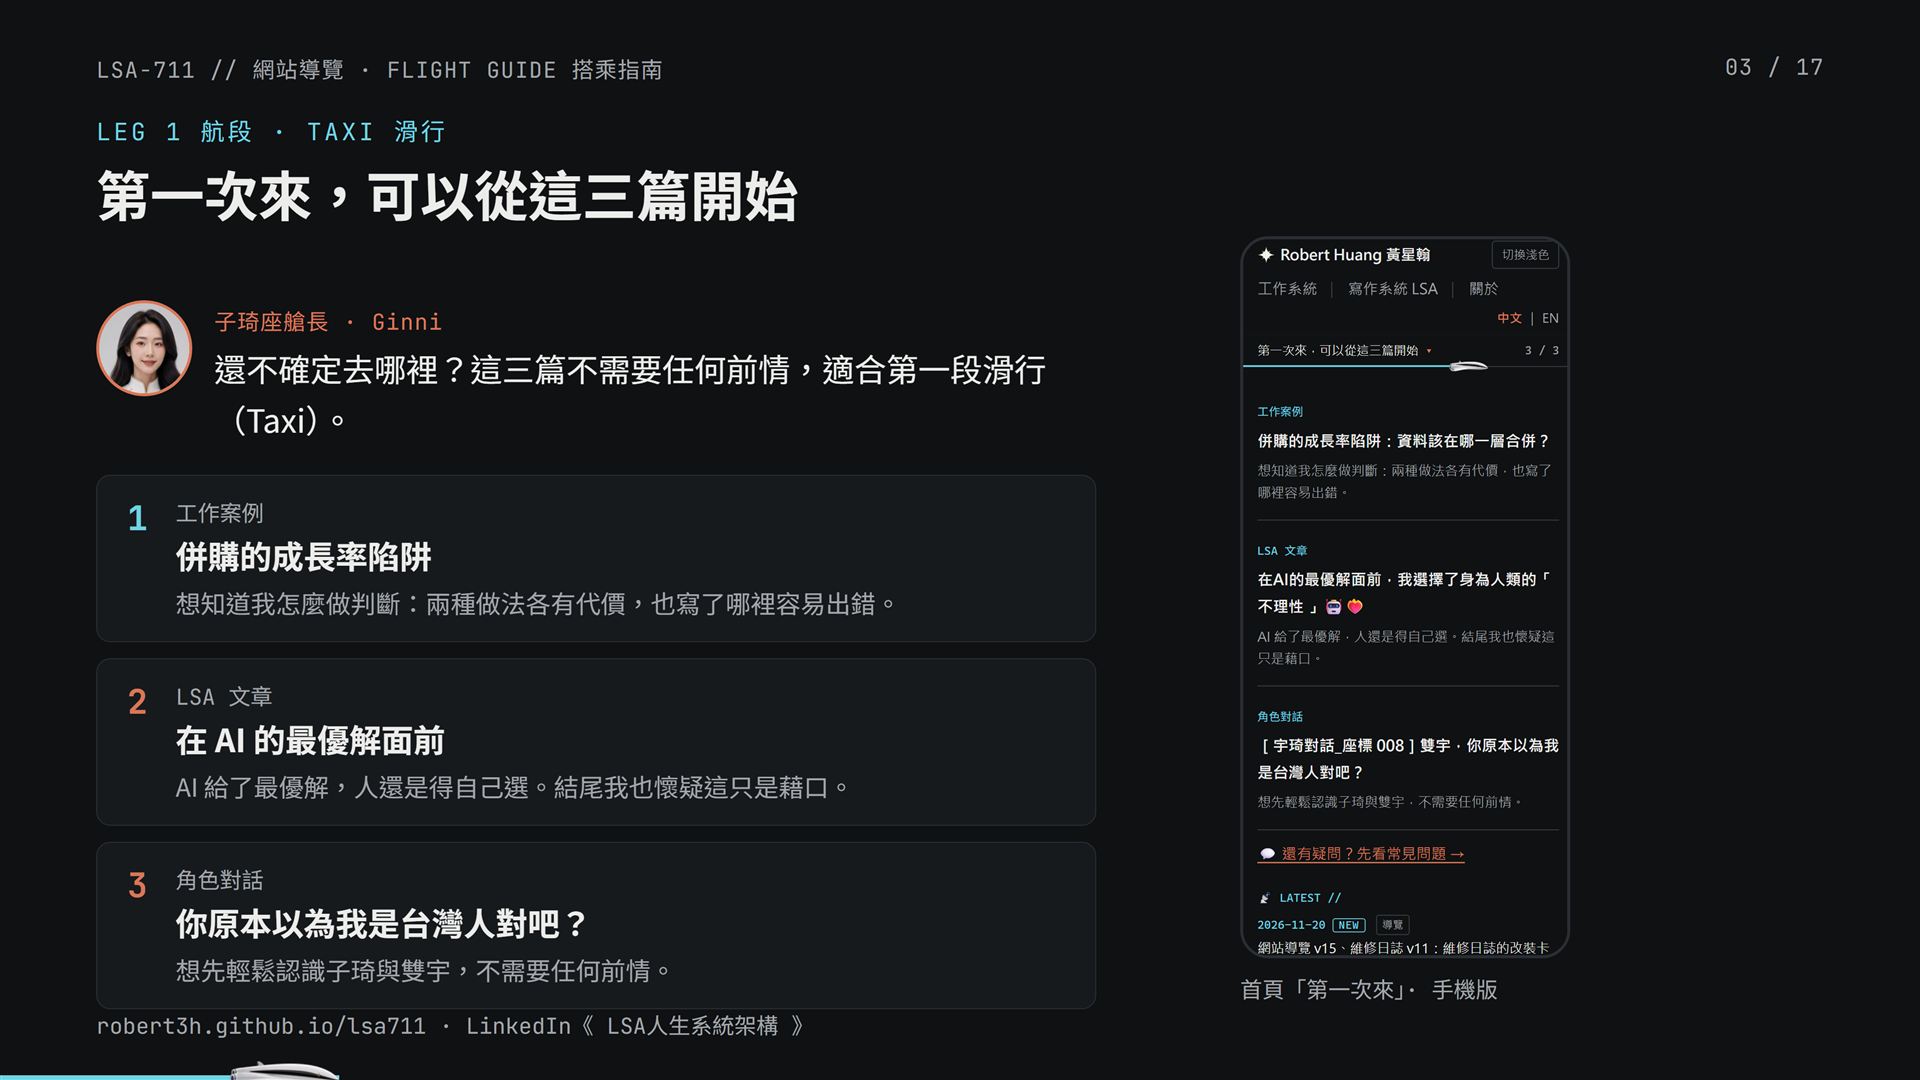 LSA-711 // 網站導覽 · FLIGHT GUIDE 搭乘指南
03 / 17
LEG 1 航段 · TAXI 滑行
第一次來，可以從這三篇開始
子琦座艙長 · Ginni
還不確定去哪裡？這三篇不需要任何前情，適合第一段滑行
（Taxi）。
1
工作案例
併購的成長率陷阱
想知道我怎麼做判斷：兩種做法各有代價，也寫了哪裡容易出錯。
2
LSA 文章
在 AI 的最優解面前
AI 給了最優解，人還是得自己選。結尾我也懷疑這只是藉口。
3
角色對話
你原本以為我是台灣人對吧？
想先輕鬆認識子琦與雙宇，不需要任何前情。
robert3h.github.io/lsa711 · LinkedIn《 LSA人生系統架構 》
Robert Huang 黃星翰
切換淺色
工作系統 | 寫作系統 LSA | 關於
中文 | EN
第一次來，可以從這三篇開始 ▾
3 / 3
工作案例
併購的成長率陷阱：資料該在哪一層合併？
想知道我怎麼做判斷：兩種做法各有代價，也寫了
哪裡容易出錯。
LSA 文章
在AI的最優解面前，我選擇了身為人類的「
不理性 」🤖❤️
AI 給了最優解，人還是得自己選。結尾我也懷疑這
只是藉口。
角色對話
［宇琦對話_座標 008］雙宇，你原本以為我
是台灣人對吧？
想先輕鬆認識子琦與雙宇，不需要任何前情。
💬 還有疑問？先看常見問題 →
LATEST //
2026-11-20 NEW 導覽
網站導覽 v15、維修日誌 v11：維修日誌的改裝卡
首頁「第一次來」· 手機版